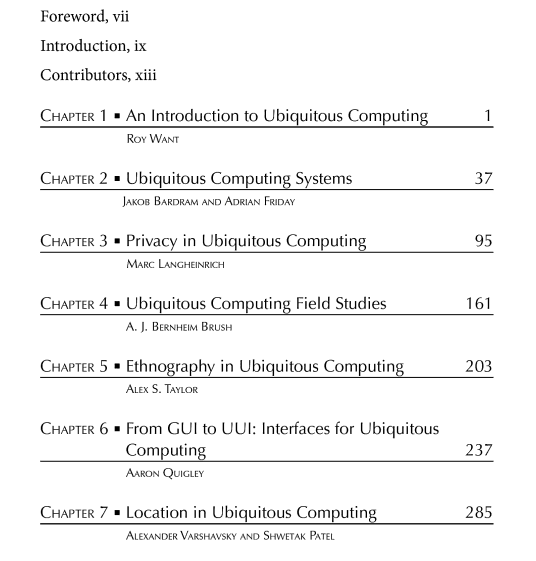 Foreword, vii
Introduction, ix
Contributors, xiii
Chapter 1 ▪ An Introduction to Ubiquitous Computing 1
Roy Want
Chapter 2 ▪ Ubiquitous Computing Systems 37
Jakob Bardram and Adrian Friday
Chapter 3 ▪ Privacy in Ubiquitous Computing 95
Marc Langheinrich
Chapter 4 ▪ Ubiquitous Computing Field Studies 161
A. J. Bernheim Brush
Chapter 5 ▪ Ethnography in Ubiquitous Computing 203
Alex S. Taylor
Chapter 6 ▪ From GUI to UUI: Interfaces for Ubiquitous
Computing 237
Aaron Quigley
Chapter 7 ▪ Location in Ubiquitous Computing 285
Alexander Varshavsky and Shwetak Patel